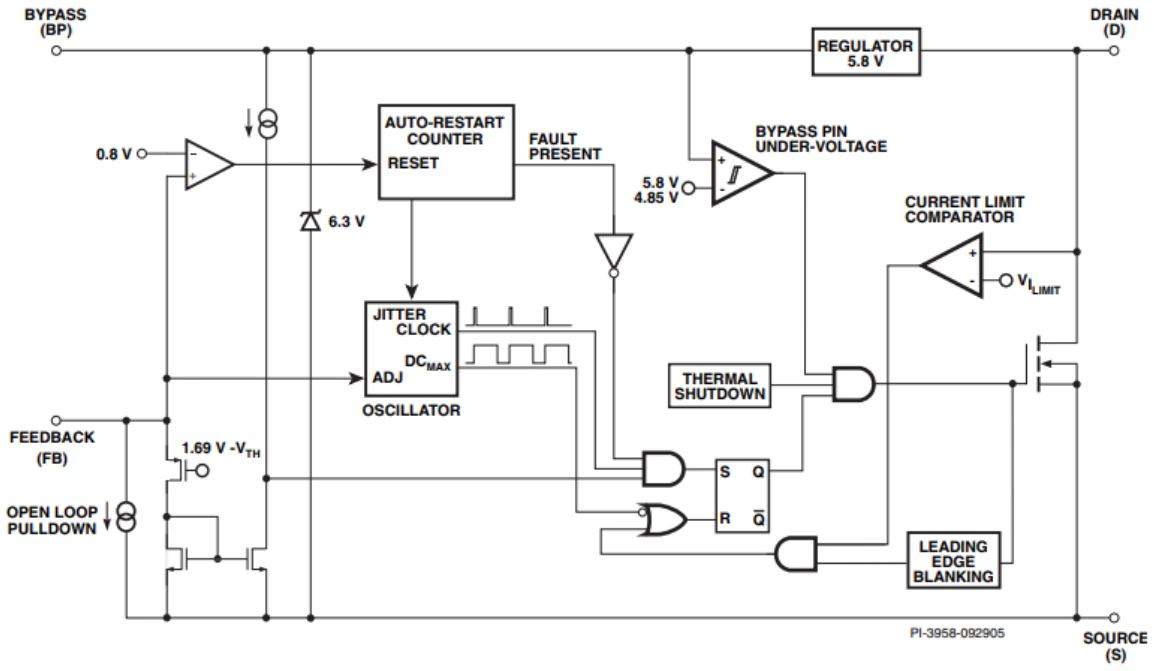 BYPASS
(BP)
DRAIN
(D)
REGULATOR
5.8 V
AUTO-RESTART
COUNTER
RESET
FAULT
PRESENT
BYPASS PIN
UNDER-VOLTAGE
0.8 V
-
+
+
-
5.8 V
4.85 V
6.3 V
CURRENT LIMIT
COMPARATOR
+
-
VILIMIT
JITTER
CLOCK
DCMAX
ADJ
OSCILLATOR
THERMAL
SHUTDOWN
FEEDBACK
(FB)
1.69 V -VTH
OPEN LOOP
PULLDOWN
S Q
R Q̅
LEADING
EDGE
BLANKING
PI-3958-092905
SOURCE
(S)